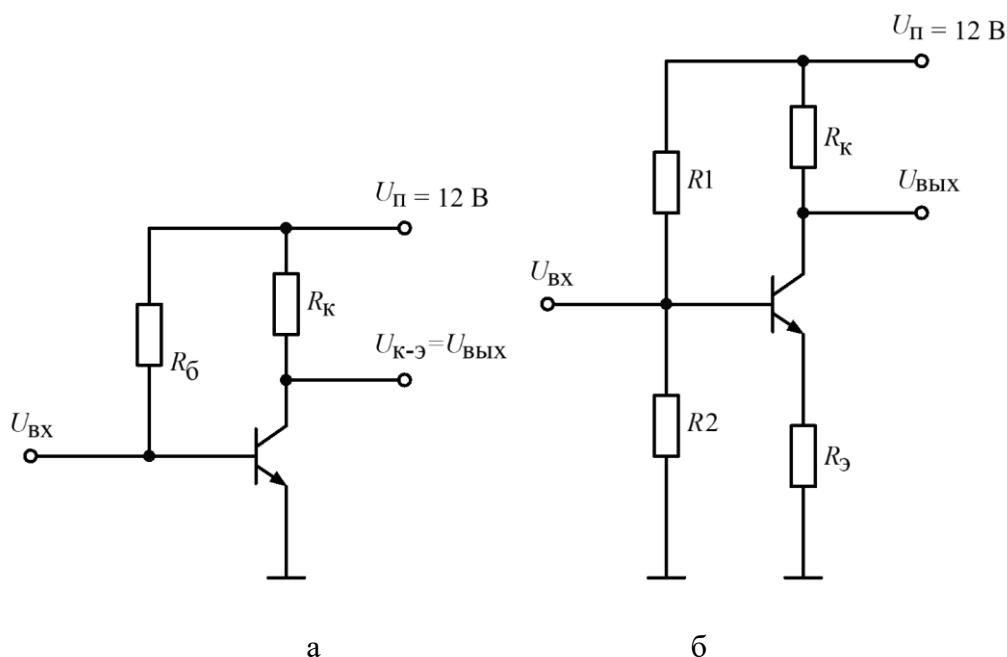 Uп = 12 В
Rк
R1
Uвых
Uвх
R2
Rэ
Uп = 12 В
Rк
Rб
Uк-э=Uвых
Uвх
а
б